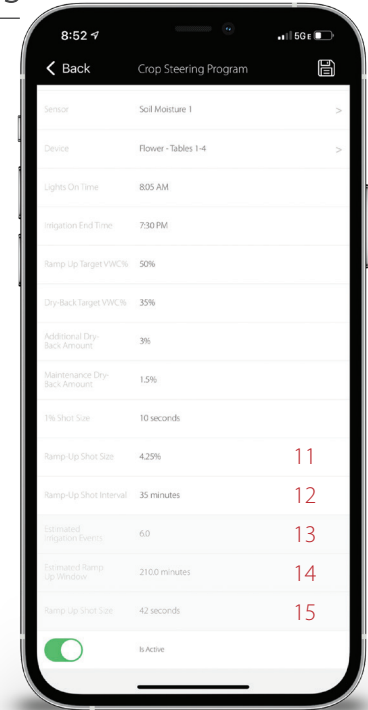 g
8:52
5G E
Back
Crop Steering Program
Sensor
Soil Moisture 1
>
Device
Flower - Tables 1-4
>
Lights On Time
8:05 AM
Irrigation End Time
7:30 PM
Ramp Up Target VWC%
50%
Dry-Back Target VWC%
35%
Additional Dry-
Back Amount
3%
Maintenance Dry-
Back Amount
1.5%
1% Shot Size
10 seconds
Ramp-Up Shot Size
4.25%
11
Ramp-Up Shot Interval
35 minutes
12
Estimated
Irrigation Events
6.0
13
Estimated Ramp
Up Window
210.0 minutes
14
Ramp Up Shot Size
42 seconds
15
Is Active